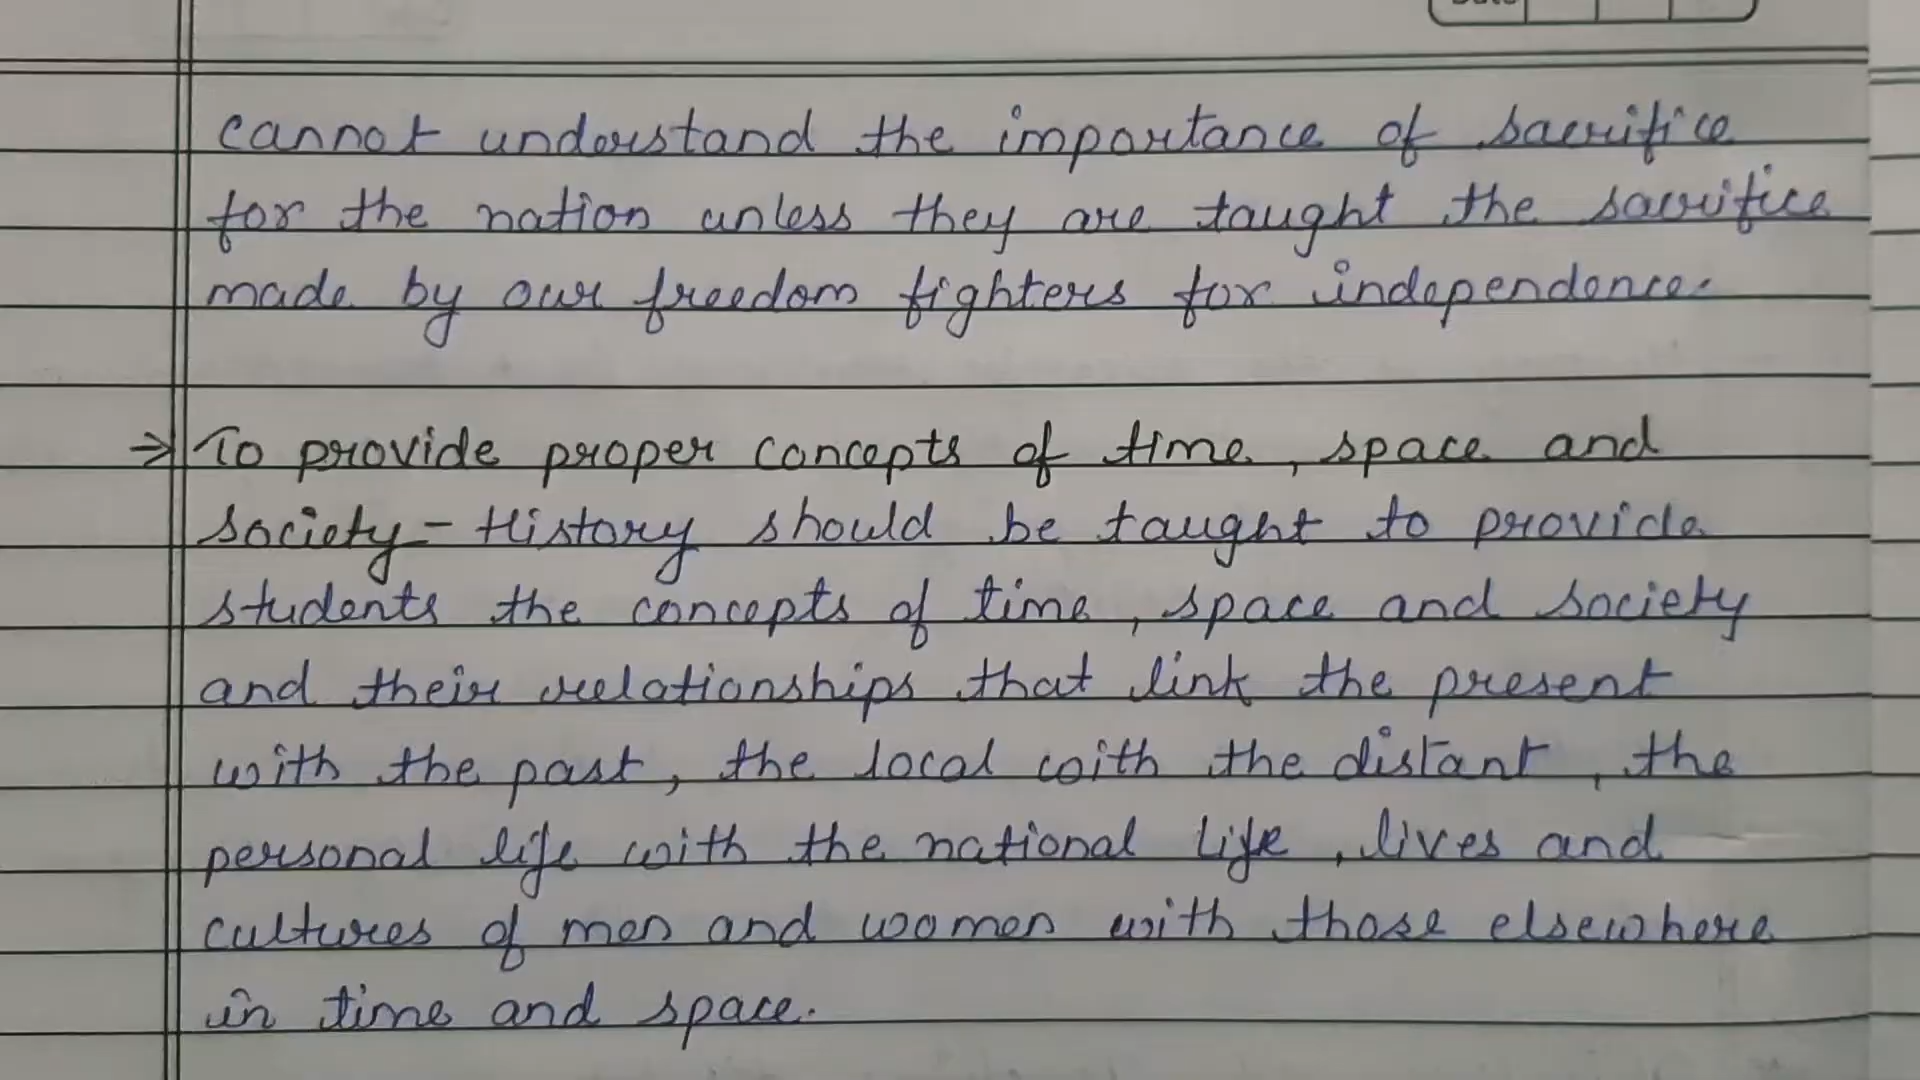 cannot understand the importance of sacrifice
for the nation unless they are taught the sacrifice
made by our freedom fighters for independence.
⇒ To provide proper concepts of time, space and
society - History should be taught to provide
students the concepts of time, space and society
and their relationships that link the present
with the past, the local with the distant, the
personal life with the national life, lives and
cultures of men and women with those elsewhere
in time and space.